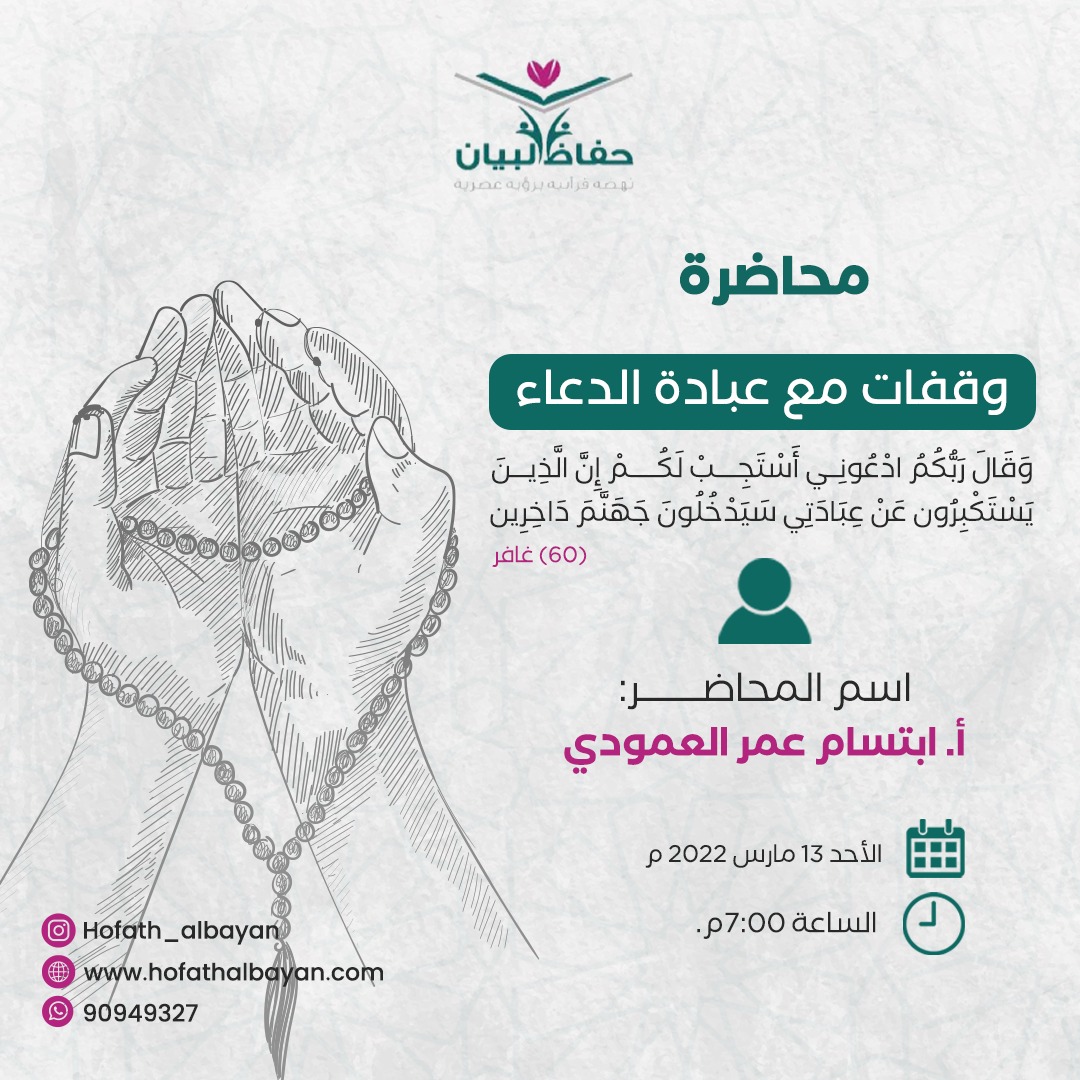 حفاظ البيان
نهضة قرآنية برؤية عصرية
محاضرة
وقفات مع عبادة الدعاء
وَقَالَ رَبُّكُمُ ادْعُونِي أَسْتَجِبْ لَكُمْ إِنَّ الَّذِينَ
يَسْتَكْبِرُون عَنْ عِبَادَتِي سَيَدْخُلُونَ جَهَنَّمَ دَاخِرِين
(60) غافر
اسم المحاضر:
أ. ابتسام عمر العمودي
الأحد 13 مارس 2022 م
الساعة 7:00م.
Hofath_albayan
www.hofathalbayan.com
90949327